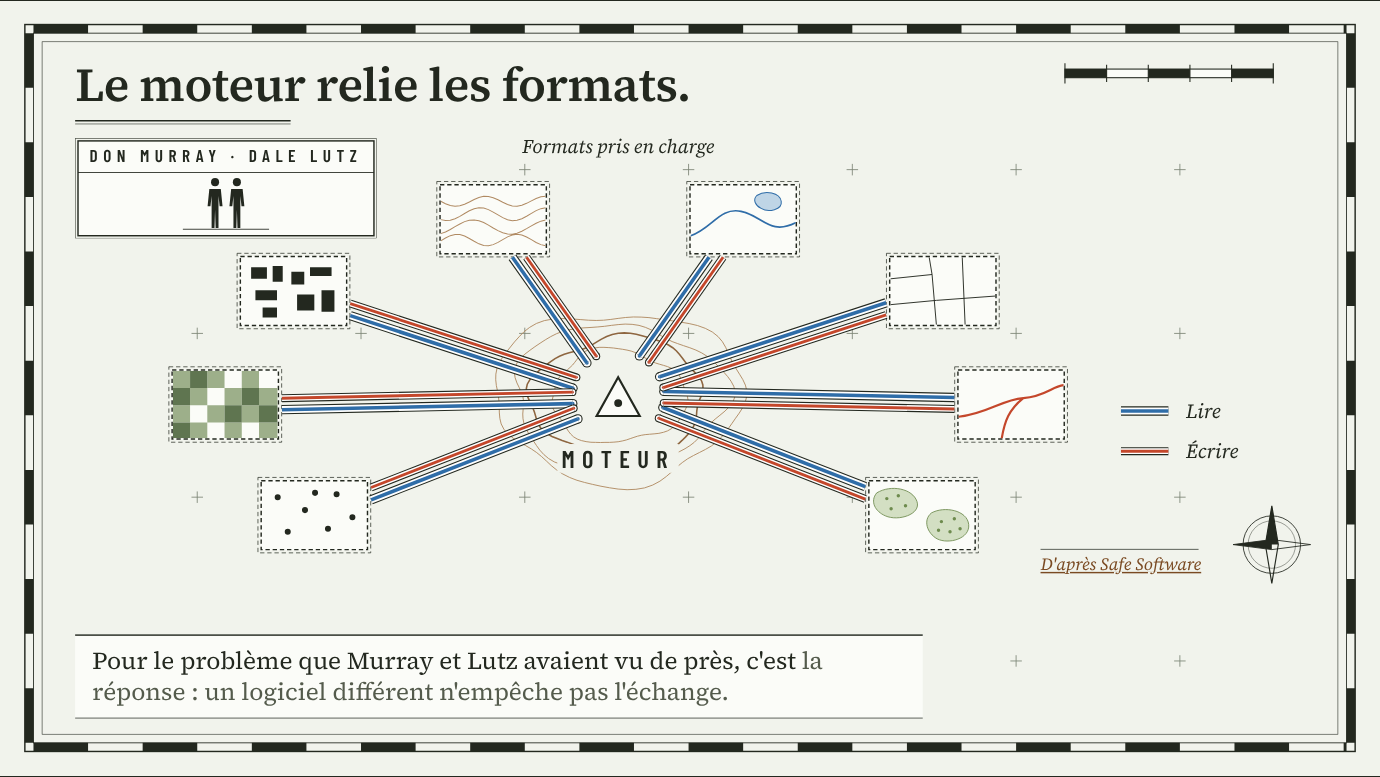 Le moteur relie les formats.
DON MURRAY · DALE LUTZ
Formats pris en charge
MOTEUR
Lire
Écrire
D'après Safe Software
Pour le problème que Murray et Lutz avaient vu de près, c'est la
réponse : un logiciel différent n'empêche pas l'échange.